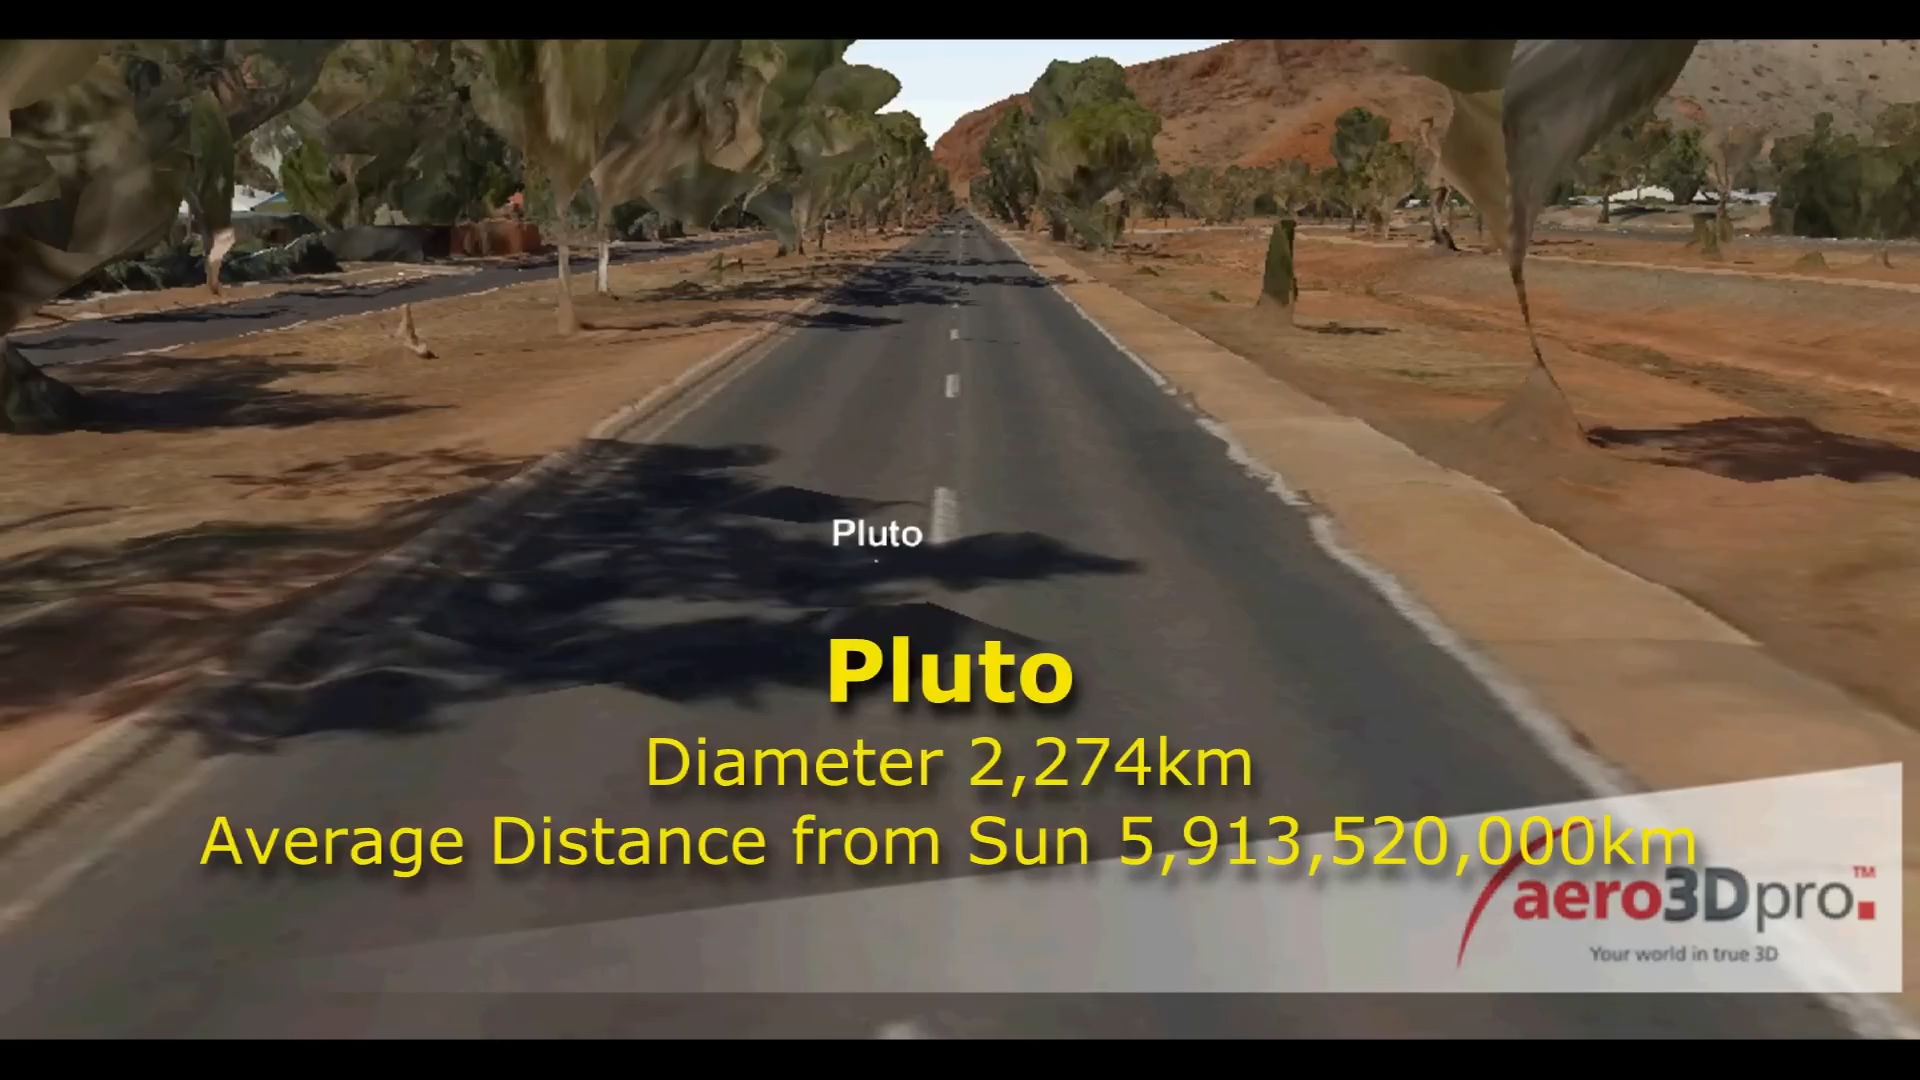 Pluto
Pluto
Diameter 2,274km
Average Distance from Sun 5,913,520,000km
aero3Dpro.™
Your world in true 3D